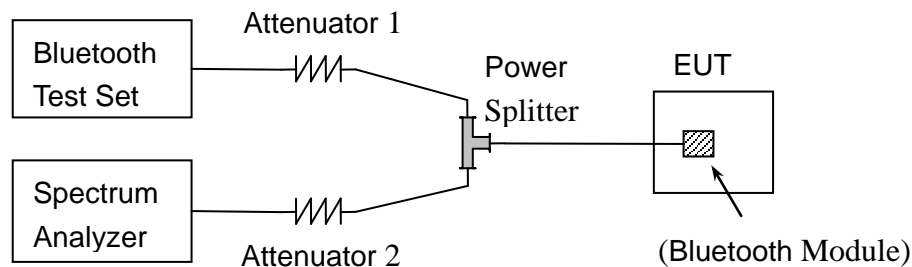 Attenuator 1
Bluetooth
Test Set
Power
Splitter
EUT
Spectrum
Analyzer
Attenuator 2
(Bluetooth Module)